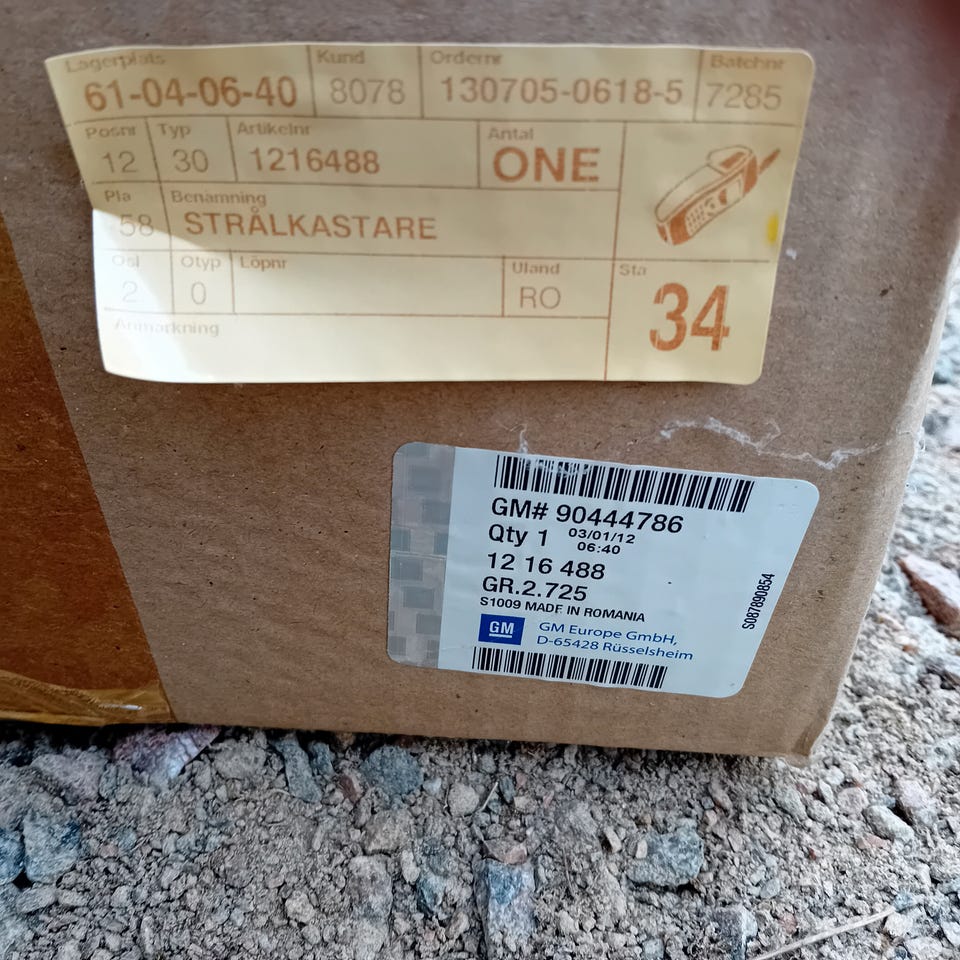 Lagerplats Kund Ordernr Batchnr
61-04-06-40 8078 130705-0618-5 7285
Posnr Typ Artikelnr Antal
12 30 1216488 ONE
Pla Benämning
58 STRÅLKASTARE
Osl Otyp Löpnr Uland Sta
2 0 RO 34
Anmärkning
GM# 90444786
Qty 1 03/01/12
06:40
12 16 488
GR.2.725
S1009 MADE IN ROMANIA
GM GM Europe GmbH,
D-65428 Rüsselsheim
S087890854